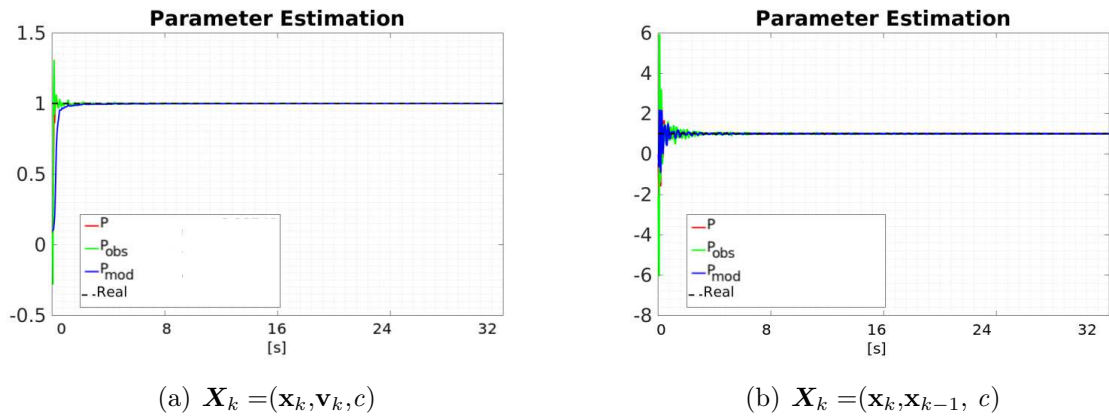 Parameter Estimation
1.5
1
0.5
0
-0.5
P
P_obs
P_mod
Real
0 8 16 24 32
[s]
(a) X_k =(x_k,v_k,c)
Parameter Estimation
6
4
2
0
-2
-4
-6
-8
P
P_obs
P_mod
Real
0 8 16 24 32
[s]
(b) X_k =(x_k,x_{k−1}, c)